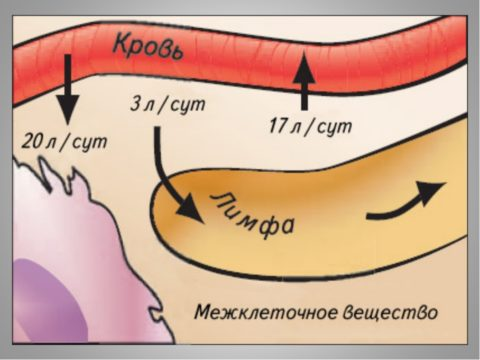 Кровь
3 л / сут
17 л / сут
20 л / сут
Лимфа
Межклеточное вещество